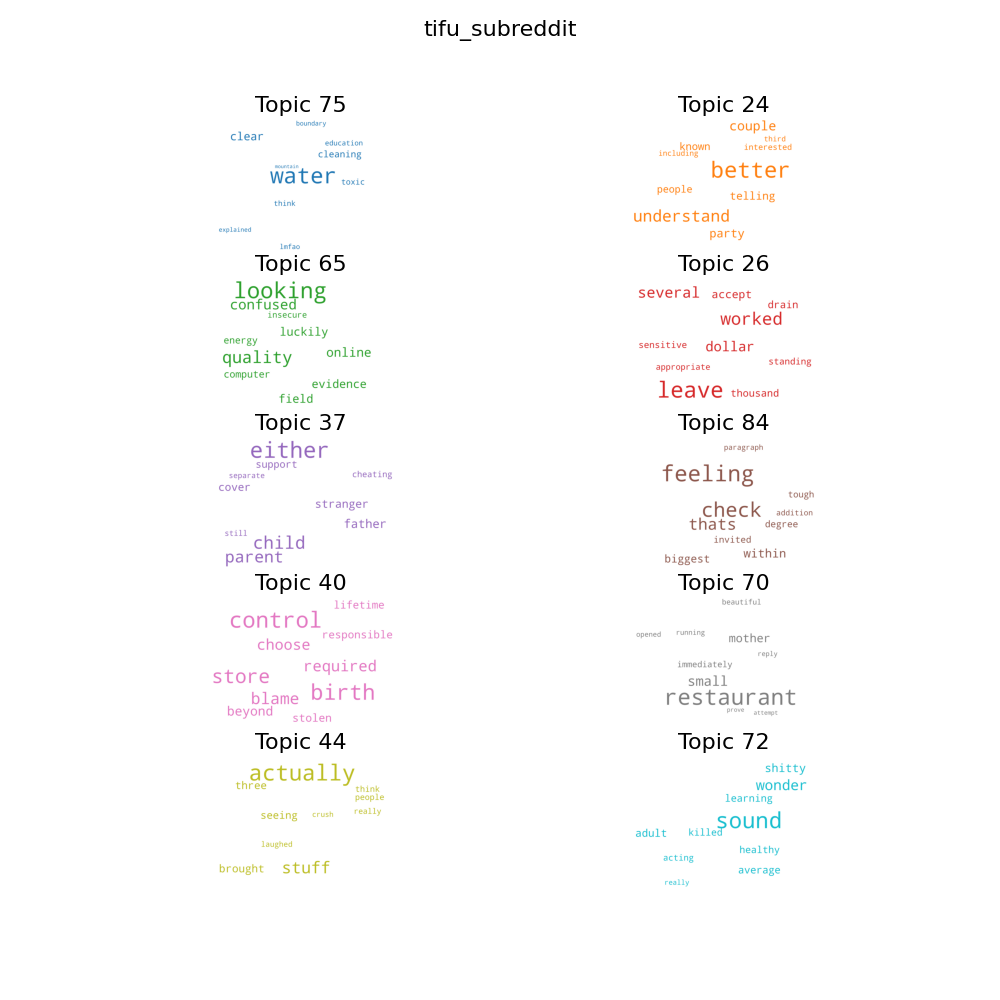 tifu_subreddit
Topic 75
boundary
clear
education
cleaning
mountain
water
toxic
think
explained
lmfao
Topic 24
couple
third
known
interested
including
better
people
telling
understand
party
Topic 65
looking
confused
insecure
luckily
energy
online
quality
computer
evidence
field
Topic 26
several
accept
drain
worked
sensitive
dollar
standing
appropriate
leave
thousand
Topic 37
either
support
separate
cheating
cover
stranger
father
still
child
parent
Topic 84
paragraph
feeling
tough
check
addition
thats
degree
invited
within
biggest
Topic 40
lifetime
control
responsible
choose
required
store
birth
blame
beyond
stolen
Topic 70
beautiful
opened
running
mother
reply
immediately
small
restaurant
prove
attempt
Topic 44
actually
three
think
people
seeing
crush
really
laughed
brought
stuff
Topic 72
shitty
wonder
learning
sound
adult
killed
healthy
acting
average
really